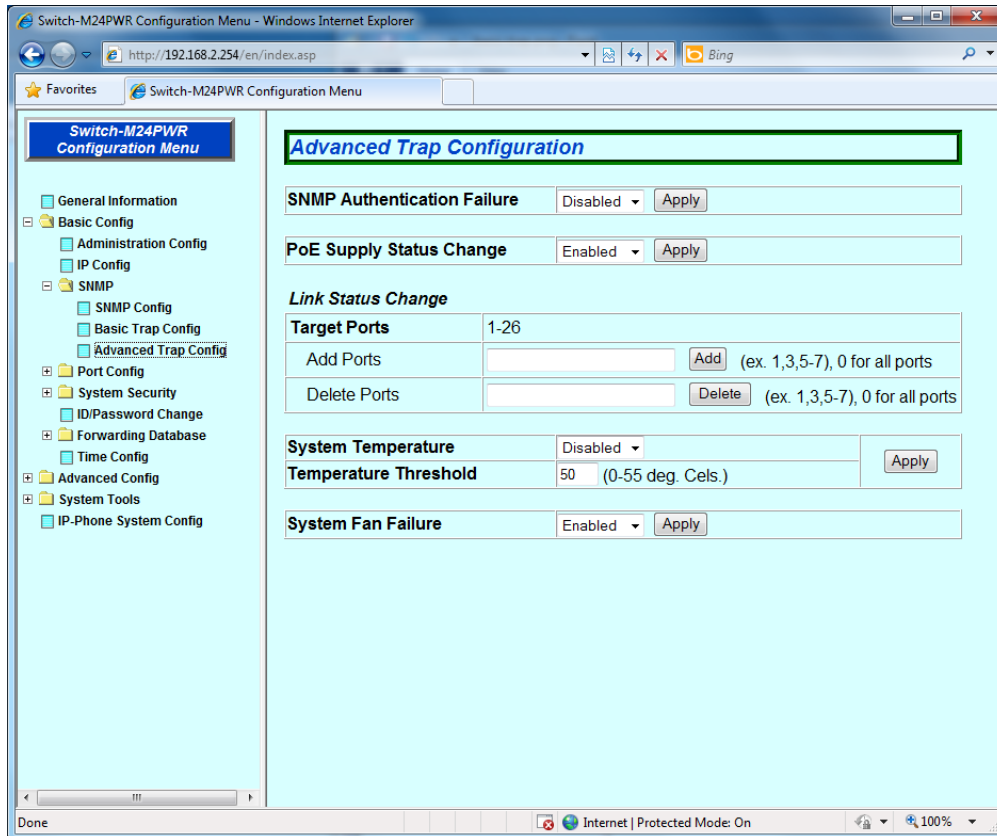 Switch-M24PWR Configuration Menu - Windows Internet Explorer
http://192.168.2.254/en/index.asp
Bing
Favorites
Switch-M24PWR Configuration Menu
Switch-M24PWR
Configuration Menu
General Information
Basic Config
Administration Config
IP Config
SNMP
SNMP Config
Basic Trap Config
Advanced Trap Config
Port Config
System Security
ID/Password Change
Forwarding Database
Time Config
Advanced Config
System Tools
IP-Phone System Config
Advanced Trap Configuration
SNMP Authentication Failure Disabled Apply
PoE Supply Status Change Enabled Apply
Link Status Change
Target Ports 1-26
Add Ports Add (ex. 1,3,5-7), 0 for all ports
Delete Ports Delete (ex. 1,3,5-7), 0 for all ports
System Temperature Disabled
Apply
Temperature Threshold 50 (0-55 deg. Cels.)
System Fan Failure Enabled Apply
Done Internet | Protected Mode: On 100%